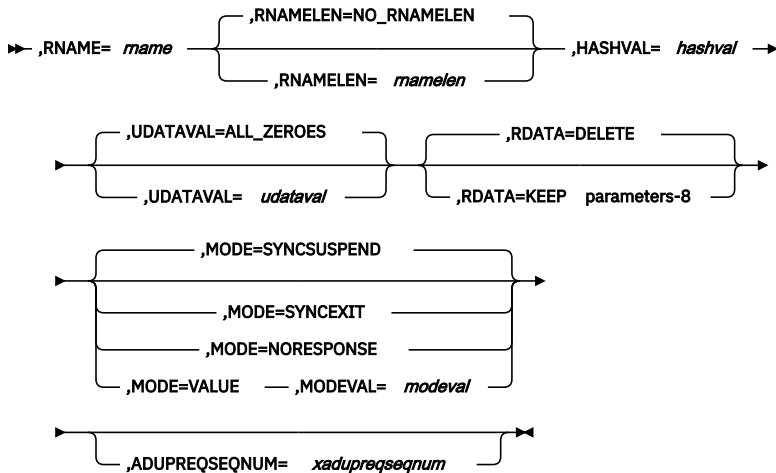 ,RNAMELEN=NO_RNAMELEN
,RNAME= rname
,RNAMELEN= rnamelen
,HASHVAL= hashval
,UDATAVAL=ALL_ZEROES
,UDATAVAL= udataval
,RDATA=DELETE
,RDATA=KEEP parameters-8
,MODE=SYNCSUSPEND
,MODE=SYNCEXIT
,MODE=NORESPONSE
,MODE=VALUE ,MODEVAL= modeval
,ADUPREQSEQNUM= xadupreqseqnum